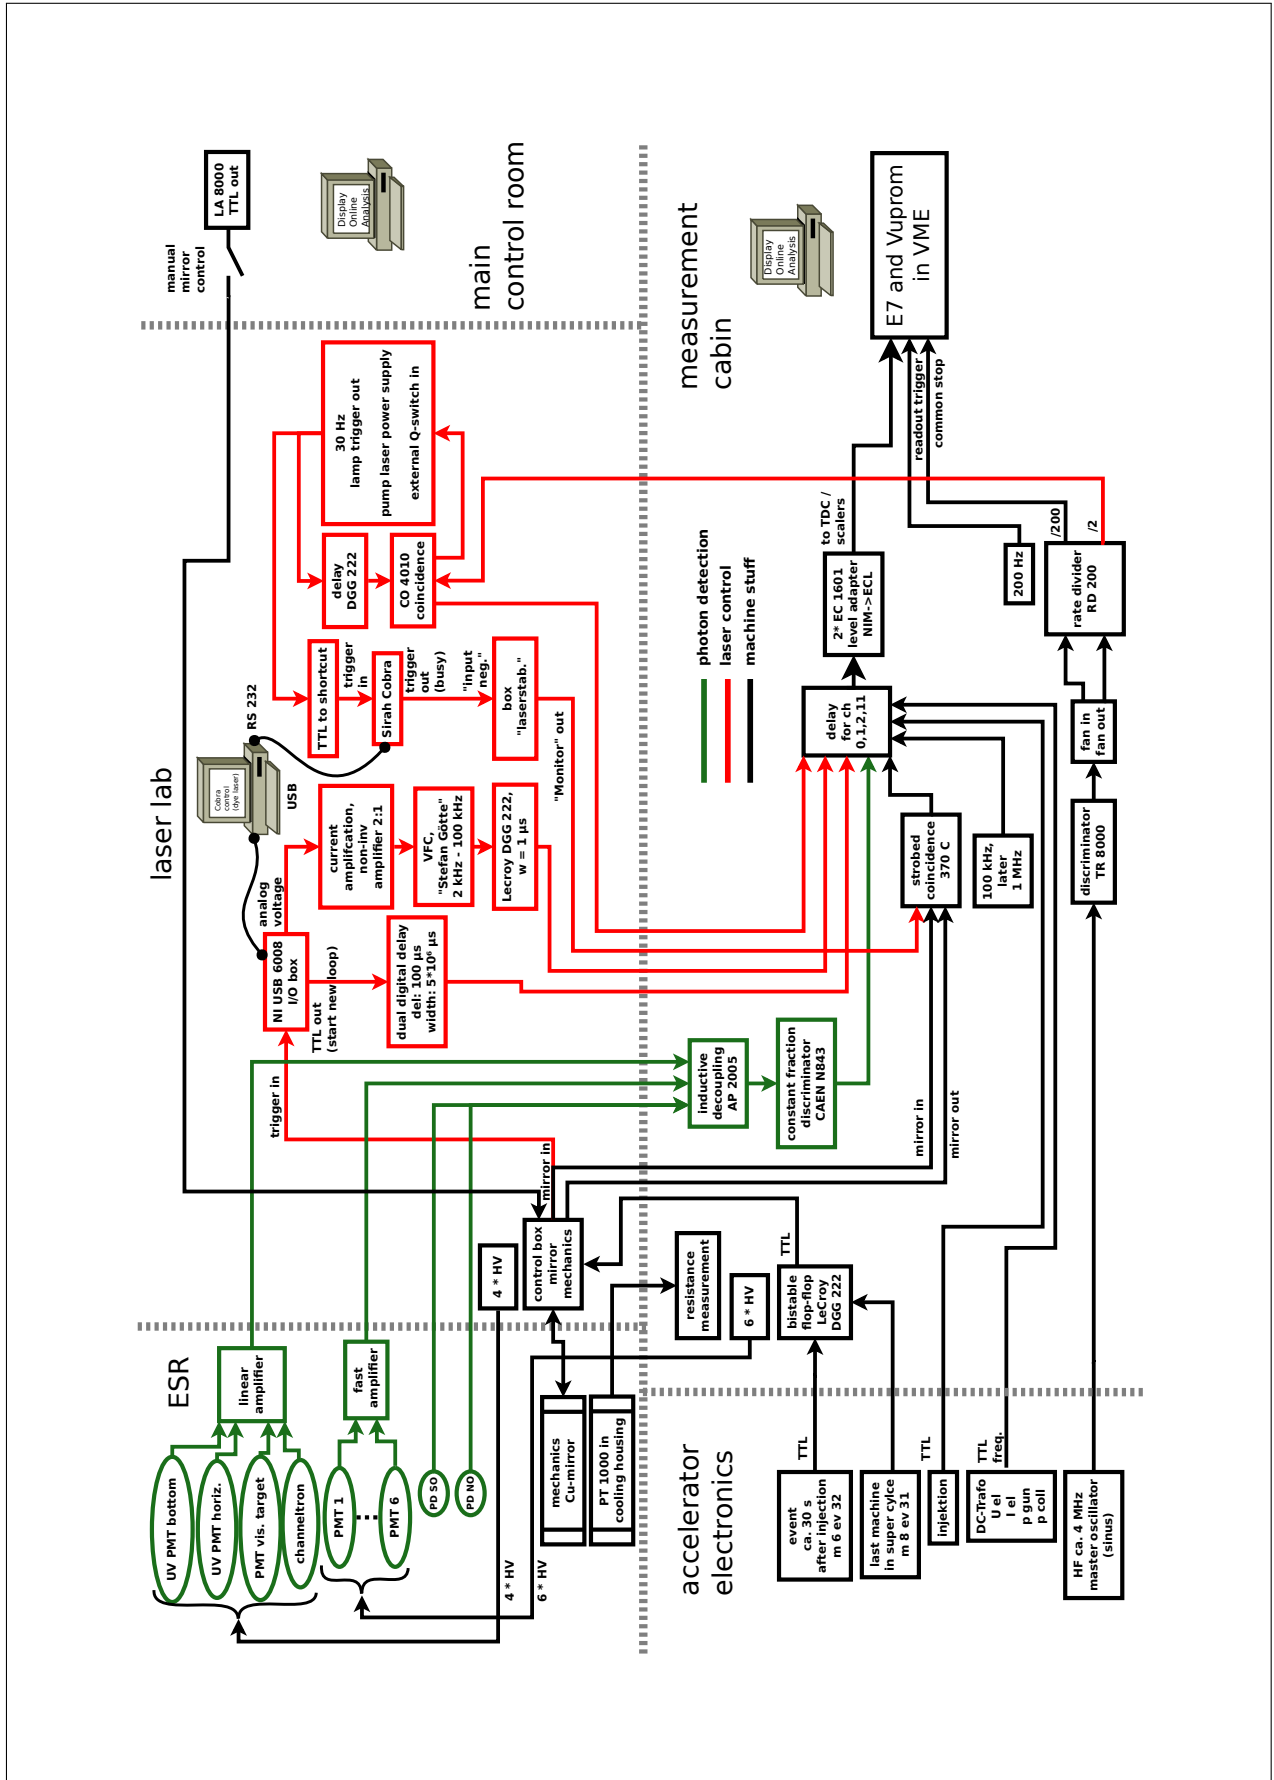 ESR
UV PMT bottom
UV PMT horiz.
PMT vis. target
channeltron
PMT 1
PMT 6
PD SO
PD NO
linear
amplifier
fast
amplifier
4 * HV
6 * HV
mechanics
Cu-mirror
PT 1000 in
cooling housing
4 * HV
control box
mirror
mechanics
mirror in
trigger in
laser lab
NI USB 6008
I/O box
TTL out
(start new loop)
analog
voltage
Cobra
control
(dye laser)
USB
RS 232
dual digital delay
del: 100 µs
width: 5*10⁶ µs
current
amplifcation,
non-inv
amplifier 2:1
VFC,
"Stefan Götte"
2 kHz - 100 kHz
Lecroy DGG 222,
w = 1 µs
TTL to shortcut
trigger
in
Sirah Cobra
trigger
out
(busy)
"input
neg."
box
"laserstab."
"Monitor" out
delay
DGG 222
CO 4010
coincidence
30 Hz
lamp trigger out
pump laser power supply
external Q-switch in
manual
mirror
control
LA 8000
TTL out
Display
Online
Analysis
main
control room
accelerator
electronics
event
ca. 30 s
after injection
m 6 ev 32
TTL
last machine
in super cylce
m 8 ev 31
injektion
TTL
DC-Trafo
U el
I el
p gun
p coll
TTL
freq.
HF ca. 4 MHz
master oscillator
(sinus)
resistance
measurement
6 * HV
bistable
flop-flop
LeCroy
DGG 222
TTL
inductive
decoupling
AP 2005
constant fraction
discriminator
CAEN N843
mirror in
mirror out
strobed
coincidence
370 C
100 kHz,
later
1 MHz
discriminator
TR 8000
fan in
fan out
delay
for ch
0,1,2,11
photon detection
laser control
machine stuff
2* EC 1601
level adapter
NIM->ECL
to TDC /
scalers
200 Hz
rate divider
RD 200
/200
/2
readout trigger
common stop
measurement
cabin
Display
Online
Analysis
E7 and Vuprom
in VME